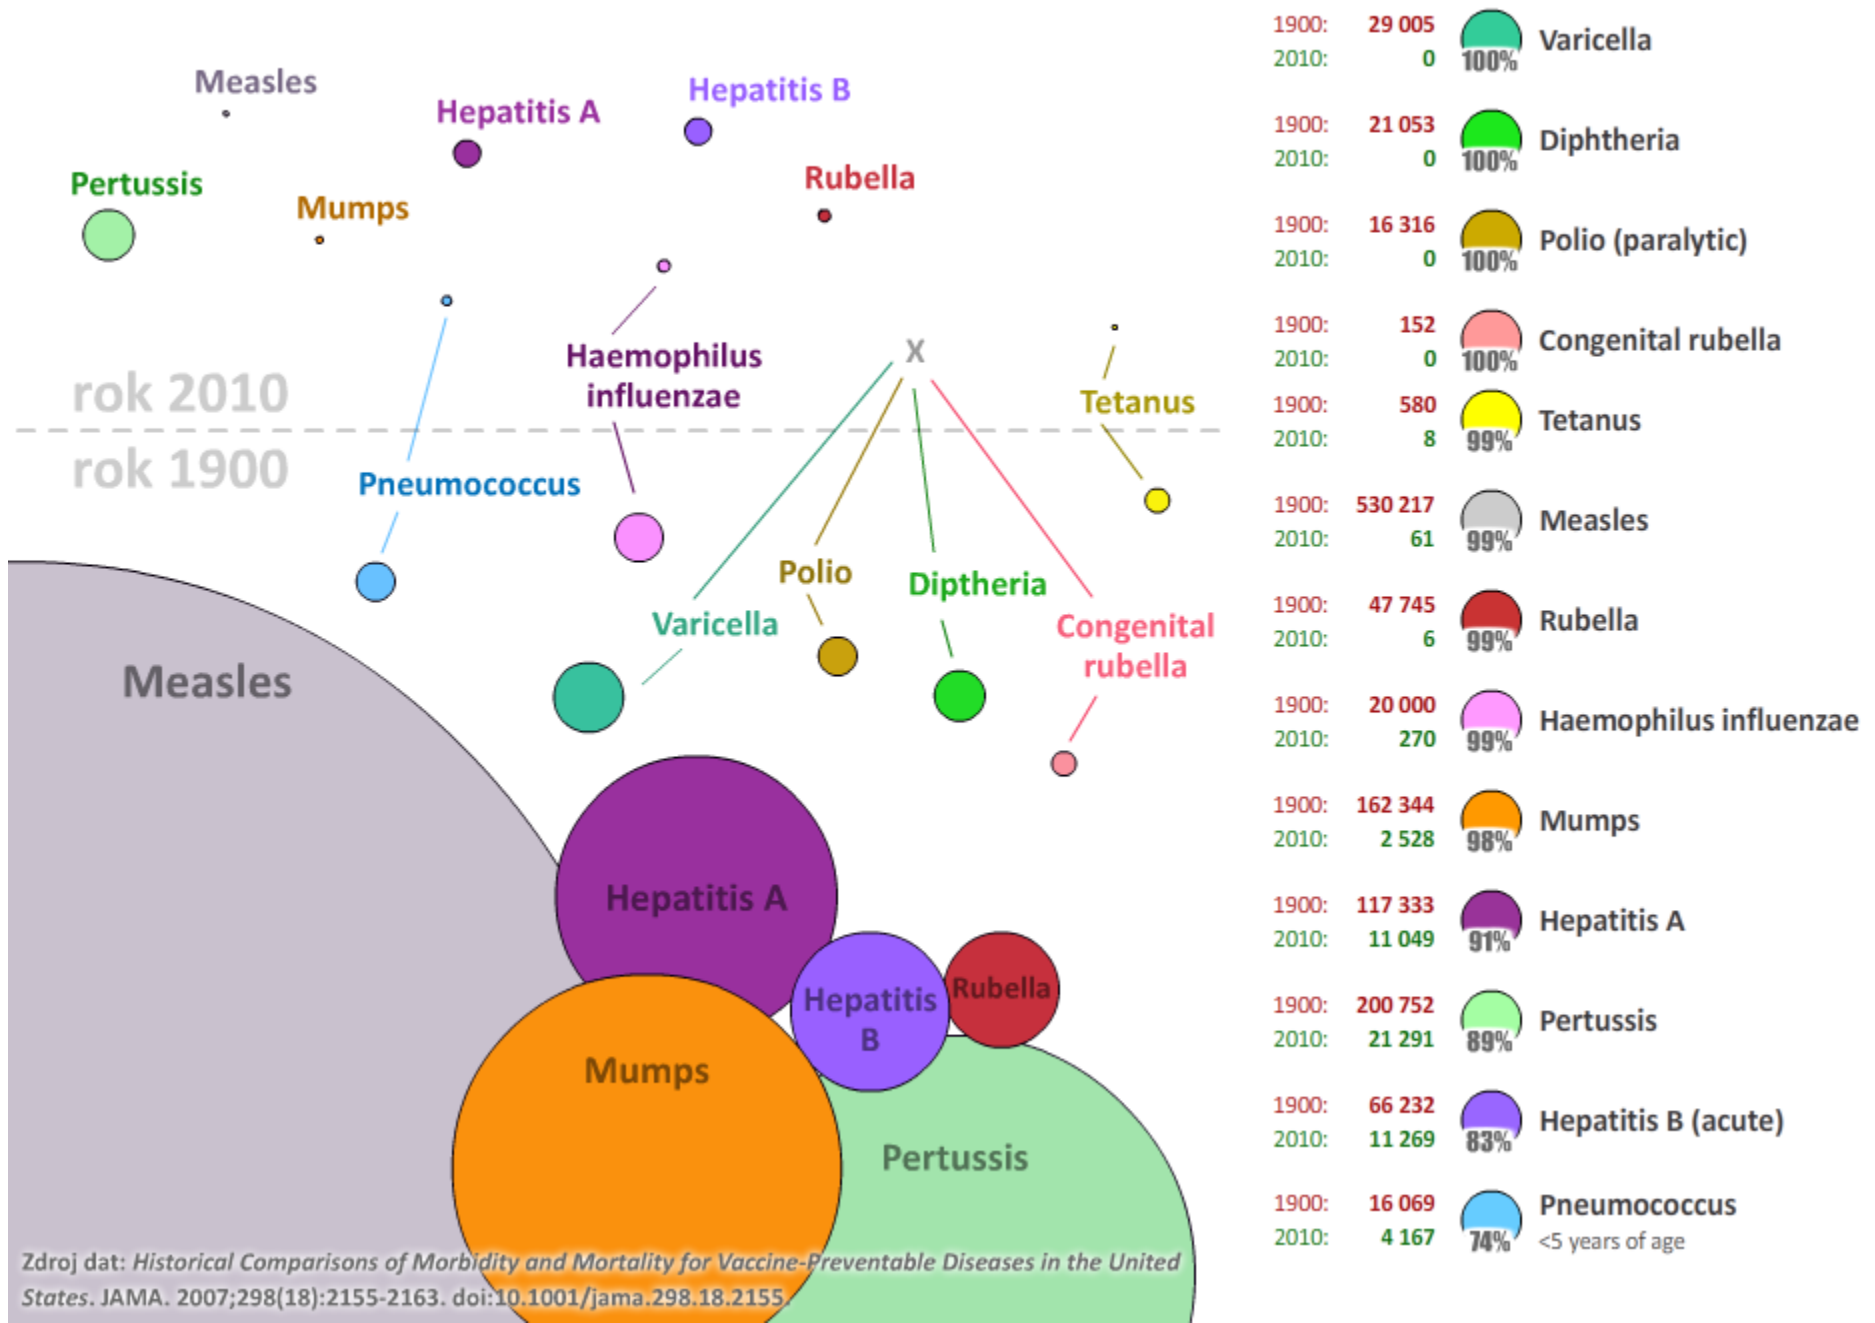 Measles
Hepatitis A
Hepatitis B
Pertussis
Mumps
Rubella
Haemophilus
influenzae
X
Tetanus
rok 2010
rok 1900
Pneumococcus
Polio
Diptheria
Varicella
Congenital
rubella
Measles
Hepatitis A
Hepatitis
B
Rubella
Mumps
Pertussis
Zdroj dat: Historical Comparisons of Morbidity and Mortality for Vaccine-Preventable Diseases in the United
States. JAMA. 2007;298(18):2155-2163. doi:10.1001/jama.298.18.2155.
1900: 29 005
2010: 0
100%
Varicella
1900: 21 053
2010: 0
100%
Diphtheria
1900: 16 316
2010: 0
100%
Polio (paralytic)
1900: 152
2010: 0
100%
Congenital rubella
1900: 580
2010: 8
99%
Tetanus
1900: 530 217
2010: 61
99%
Measles
1900: 47 745
2010: 6
99%
Rubella
1900: 20 000
2010: 270
99%
Haemophilus influenzae
1900: 162 344
2010: 2 528
98%
Mumps
1900: 117 333
2010: 11 049
91%
Hepatitis A
1900: 200 752
2010: 21 291
89%
Pertussis
1900: 66 232
2010: 11 269
83%
Hepatitis B (acute)
1900: 16 069
2010: 4 167
74%
Pneumococcus
<5 years of age